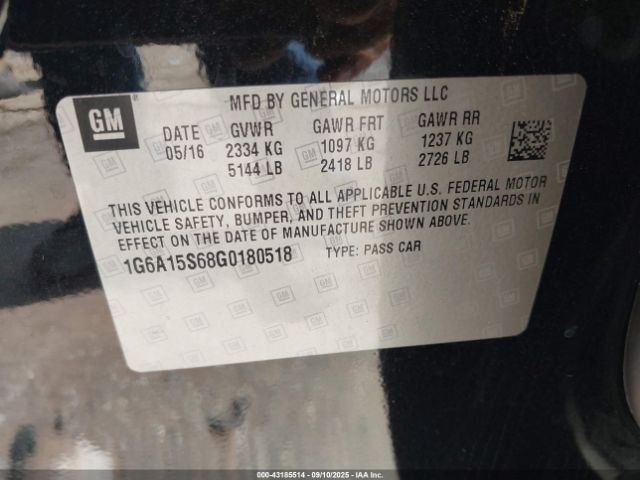 GM
MFD BY GENERAL MOTORS LLC
DATE GVWR GAWR FRT GAWR RR
05/16 2334 KG 1097 KG 1237 KG
5144 LB 2418 LB 2726 LB
THIS VEHICLE CONFORMS TO ALL APPLICABLE U.S. FEDERAL MOTOR
VEHICLE SAFETY, BUMPER, AND THEFT PREVENTION STANDARDS IN
EFFECT ON THE DATE OF MANUFACTURE SHOWN ABOVE.
1G6A15S68G0180518 TYPE: PASS CAR
000-43185514 - 09/10/2025 - IAAI, Inc.